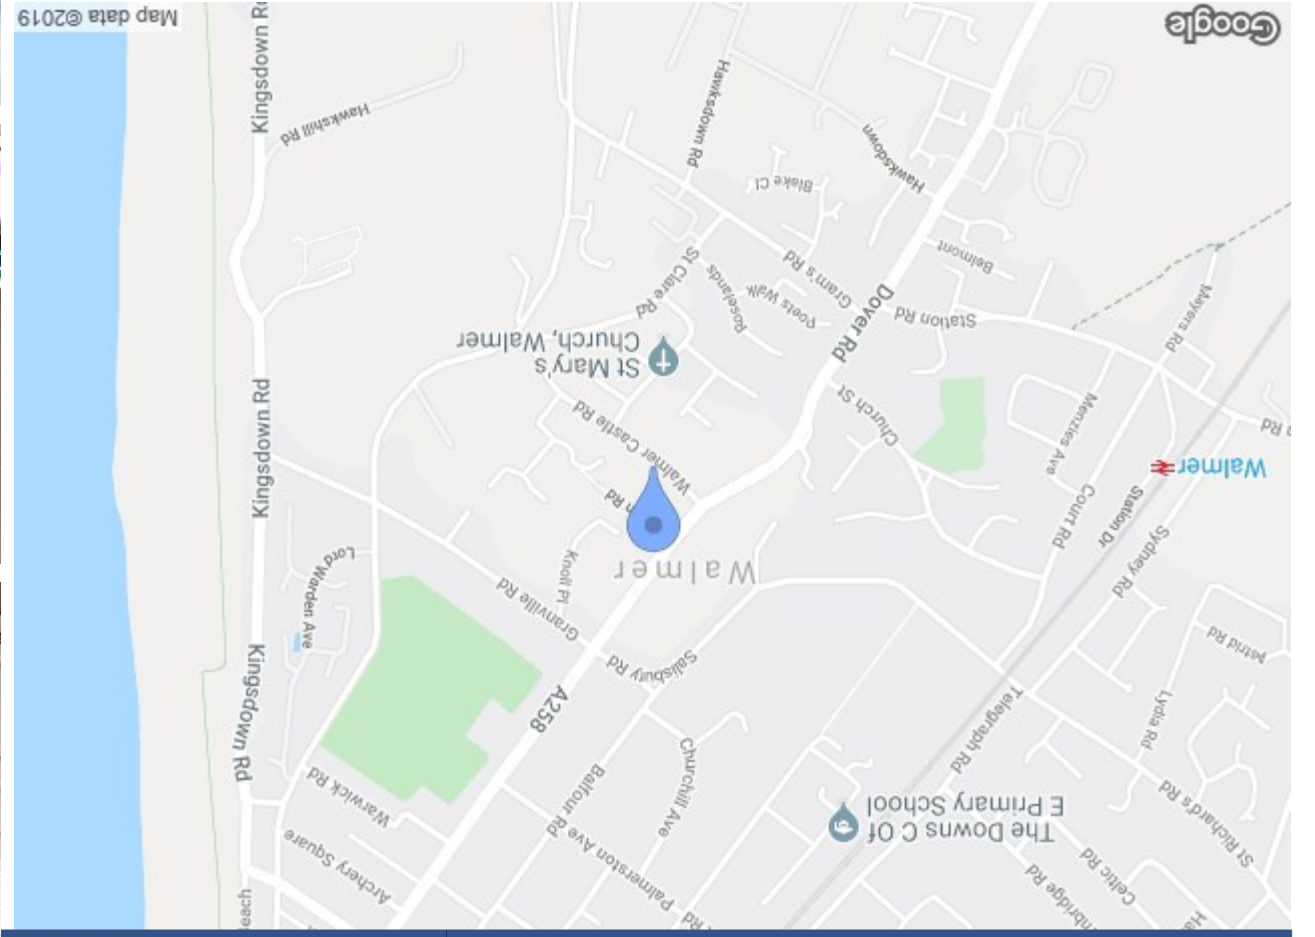 Celtic Rd
St Richard's Rd
The Downs C Of
E Primary School
Palmerston Ave
Archery Square
Warwick Rd
Churchill Ave
Balfour Rd
Lydia Rd
Telegraph Rd
A258
Kingsdown Rd
Salisbury Rd
Granville Rd
Lord Warden Ave
Knoll Pl
Walmer
Sydney Rd
Station Dr
Court Rd
Walmer
Walmer Castle Rd
Kingsdown Rd
Menzies Ave
Church St
St Mary's
Church, Walmer
Mayers Rd
Station Rd
Dover Rd
Poets Walk
Roselands
St Clare Rd
Gram's Rd
Belmont
Blake Cl
Hawksdown
Hawksdown Rd
Hawkshill Rd
Kingsdown Rd
Google
Map data ©2019